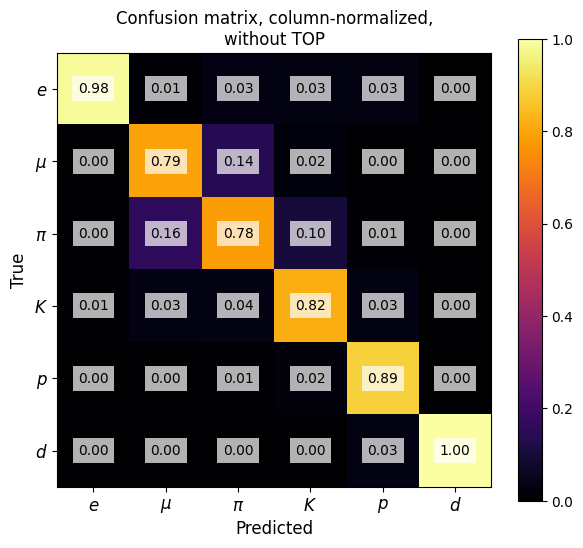 Confusion matrix, column-normalized,
without TOP
e 0.98 0.01 0.03 0.03 0.03 0.00
μ 0.00 0.79 0.14 0.02 0.00 0.00
π 0.00 0.16 0.78 0.10 0.01 0.00
K 0.01 0.03 0.04 0.82 0.03 0.00
p 0.00 0.00 0.01 0.02 0.89 0.00
d 0.00 0.00 0.00 0.00 0.03 1.00
e μ π K p d
Predicted
True
1.0
0.8
0.6
0.4
0.2
0.0